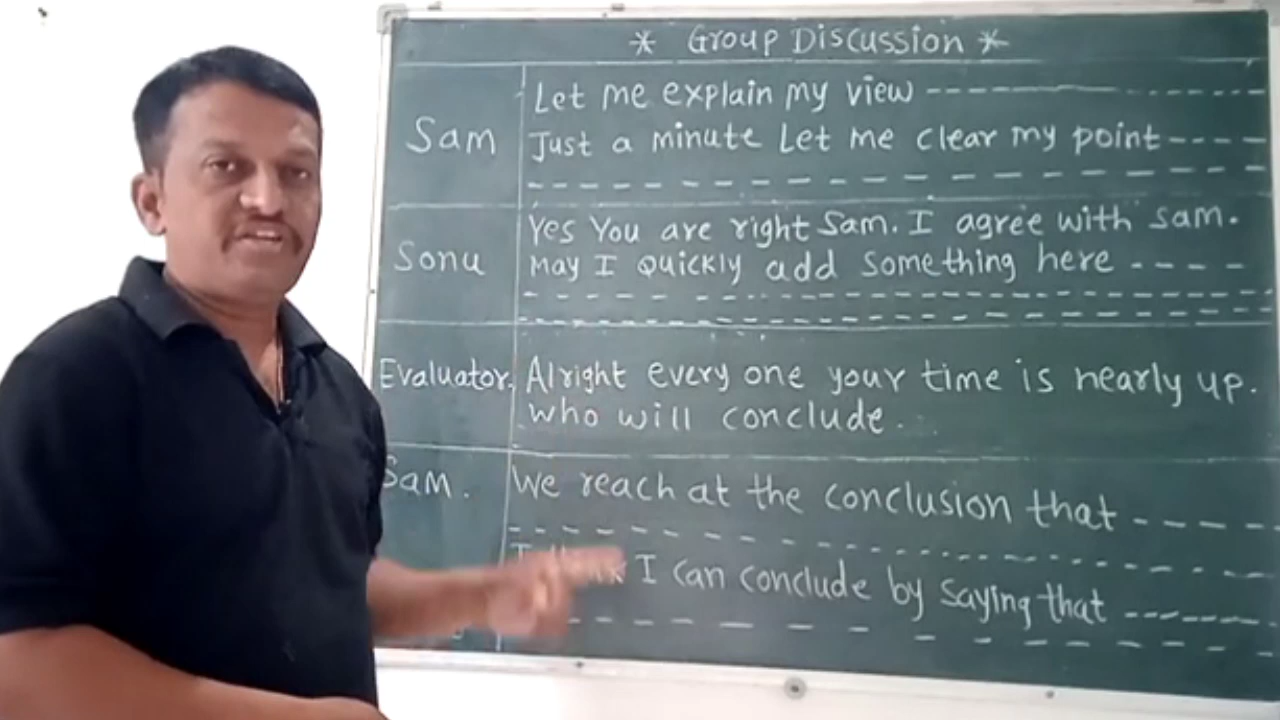 * Group Discussion *
Sam
Let me explain my view ---------
Just a minute Let me clear my point ----
Sonu
Yes You are right Sam. I agree with sam.
May I quickly add something here ----
Evaluator.
Alright every one your time is nearly up.
who will conclude.
Sam.
We reach at the conclusion that ----
I think I can conclude by saying that ------